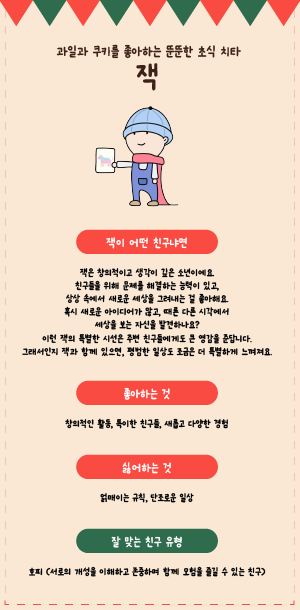 과일과 쿠키를 좋아하는 뚠뚠한 초식 치타
잭
잭이 어떤 친구냐면
잭은 창의적이고 생각이 깊은 소년이에요.
친구들을 위해 문제를 해결하는 능력이 있고,
상상 속에서 새로운 세상을 그려내는 걸 좋아해요.
혹시 새로운 아이디어가 많고, 때론 다른 시각에서
세상을 보는 자신을 발견하나요?
이런 잭의 특별한 시선은 주변 친구들에게도 큰 영감을 준답니다.
그래서인지 잭과 함께 있으면, 평범한 일상도 조금은 더 특별하게 느껴져요.
좋아하는 것
창의적인 활동, 특이한 친구들, 새롭고 다양한 경험
싫어하는 것
얽매이는 규칙, 단조로운 일상
잘 맞는 친구 유형
호피 (서로의 개성을 이해하고 존중하며 함께 모험을 즐길 수 있는 친구)